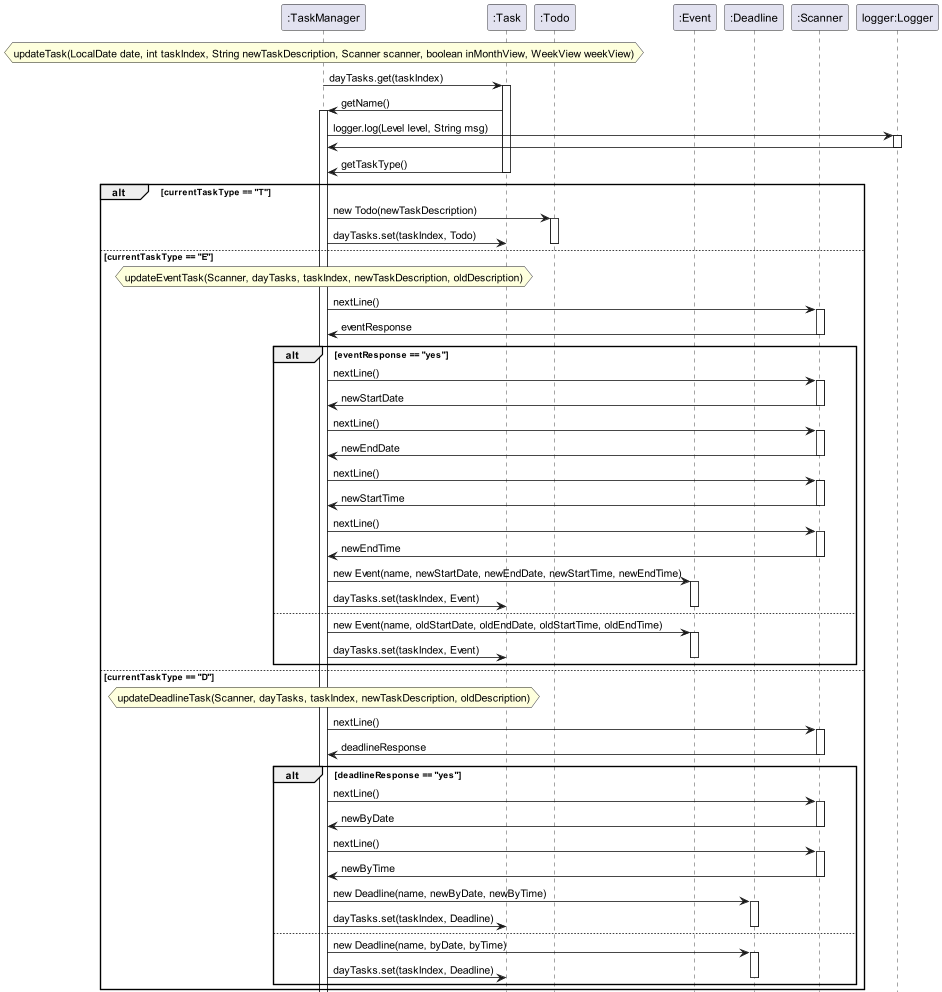 :TaskManager :Task :Todo :Event :Deadline :Scanner logger:Logger
updateTask(LocalDate date, int taskIndex, String newTaskDescription, Scanner scanner, boolean inMonthView, WeekView weekView)
dayTasks.get(taskIndex)
getName()
logger.log(Level level, String msg)
getTaskType()
alt [currentTaskType == "T"]
new Todo(newTaskDescription)
dayTasks.set(taskIndex, Todo)
[currentTaskType == "E"]
updateEventTask(Scanner, dayTasks, taskIndex, newTaskDescription, oldDescription)
nextLine()
eventResponse
alt [eventResponse == "yes"]
nextLine()
newStartDate
nextLine()
newEndDate
nextLine()
newStartTime
nextLine()
newEndTime
new Event(name, newStartDate, newEndDate, newStartTime, newEndTime)
dayTasks.set(taskIndex, Event)
new Event(name, oldStartDate, oldEndDate, oldStartTime, oldEndTime)
dayTasks.set(taskIndex, Event)
[currentTaskType == "D"]
updateDeadlineTask(Scanner, dayTasks, taskIndex, newTaskDescription, oldDescription)
nextLine()
deadlineResponse
alt [deadlineResponse == "yes"]
nextLine()
newByDate
nextLine()
newByTime
new Deadline(name, newByDate, newByTime)
dayTasks.set(taskIndex, Deadline)
new Deadline(name, byDate, byTime)
dayTasks.set(taskIndex, Deadline)